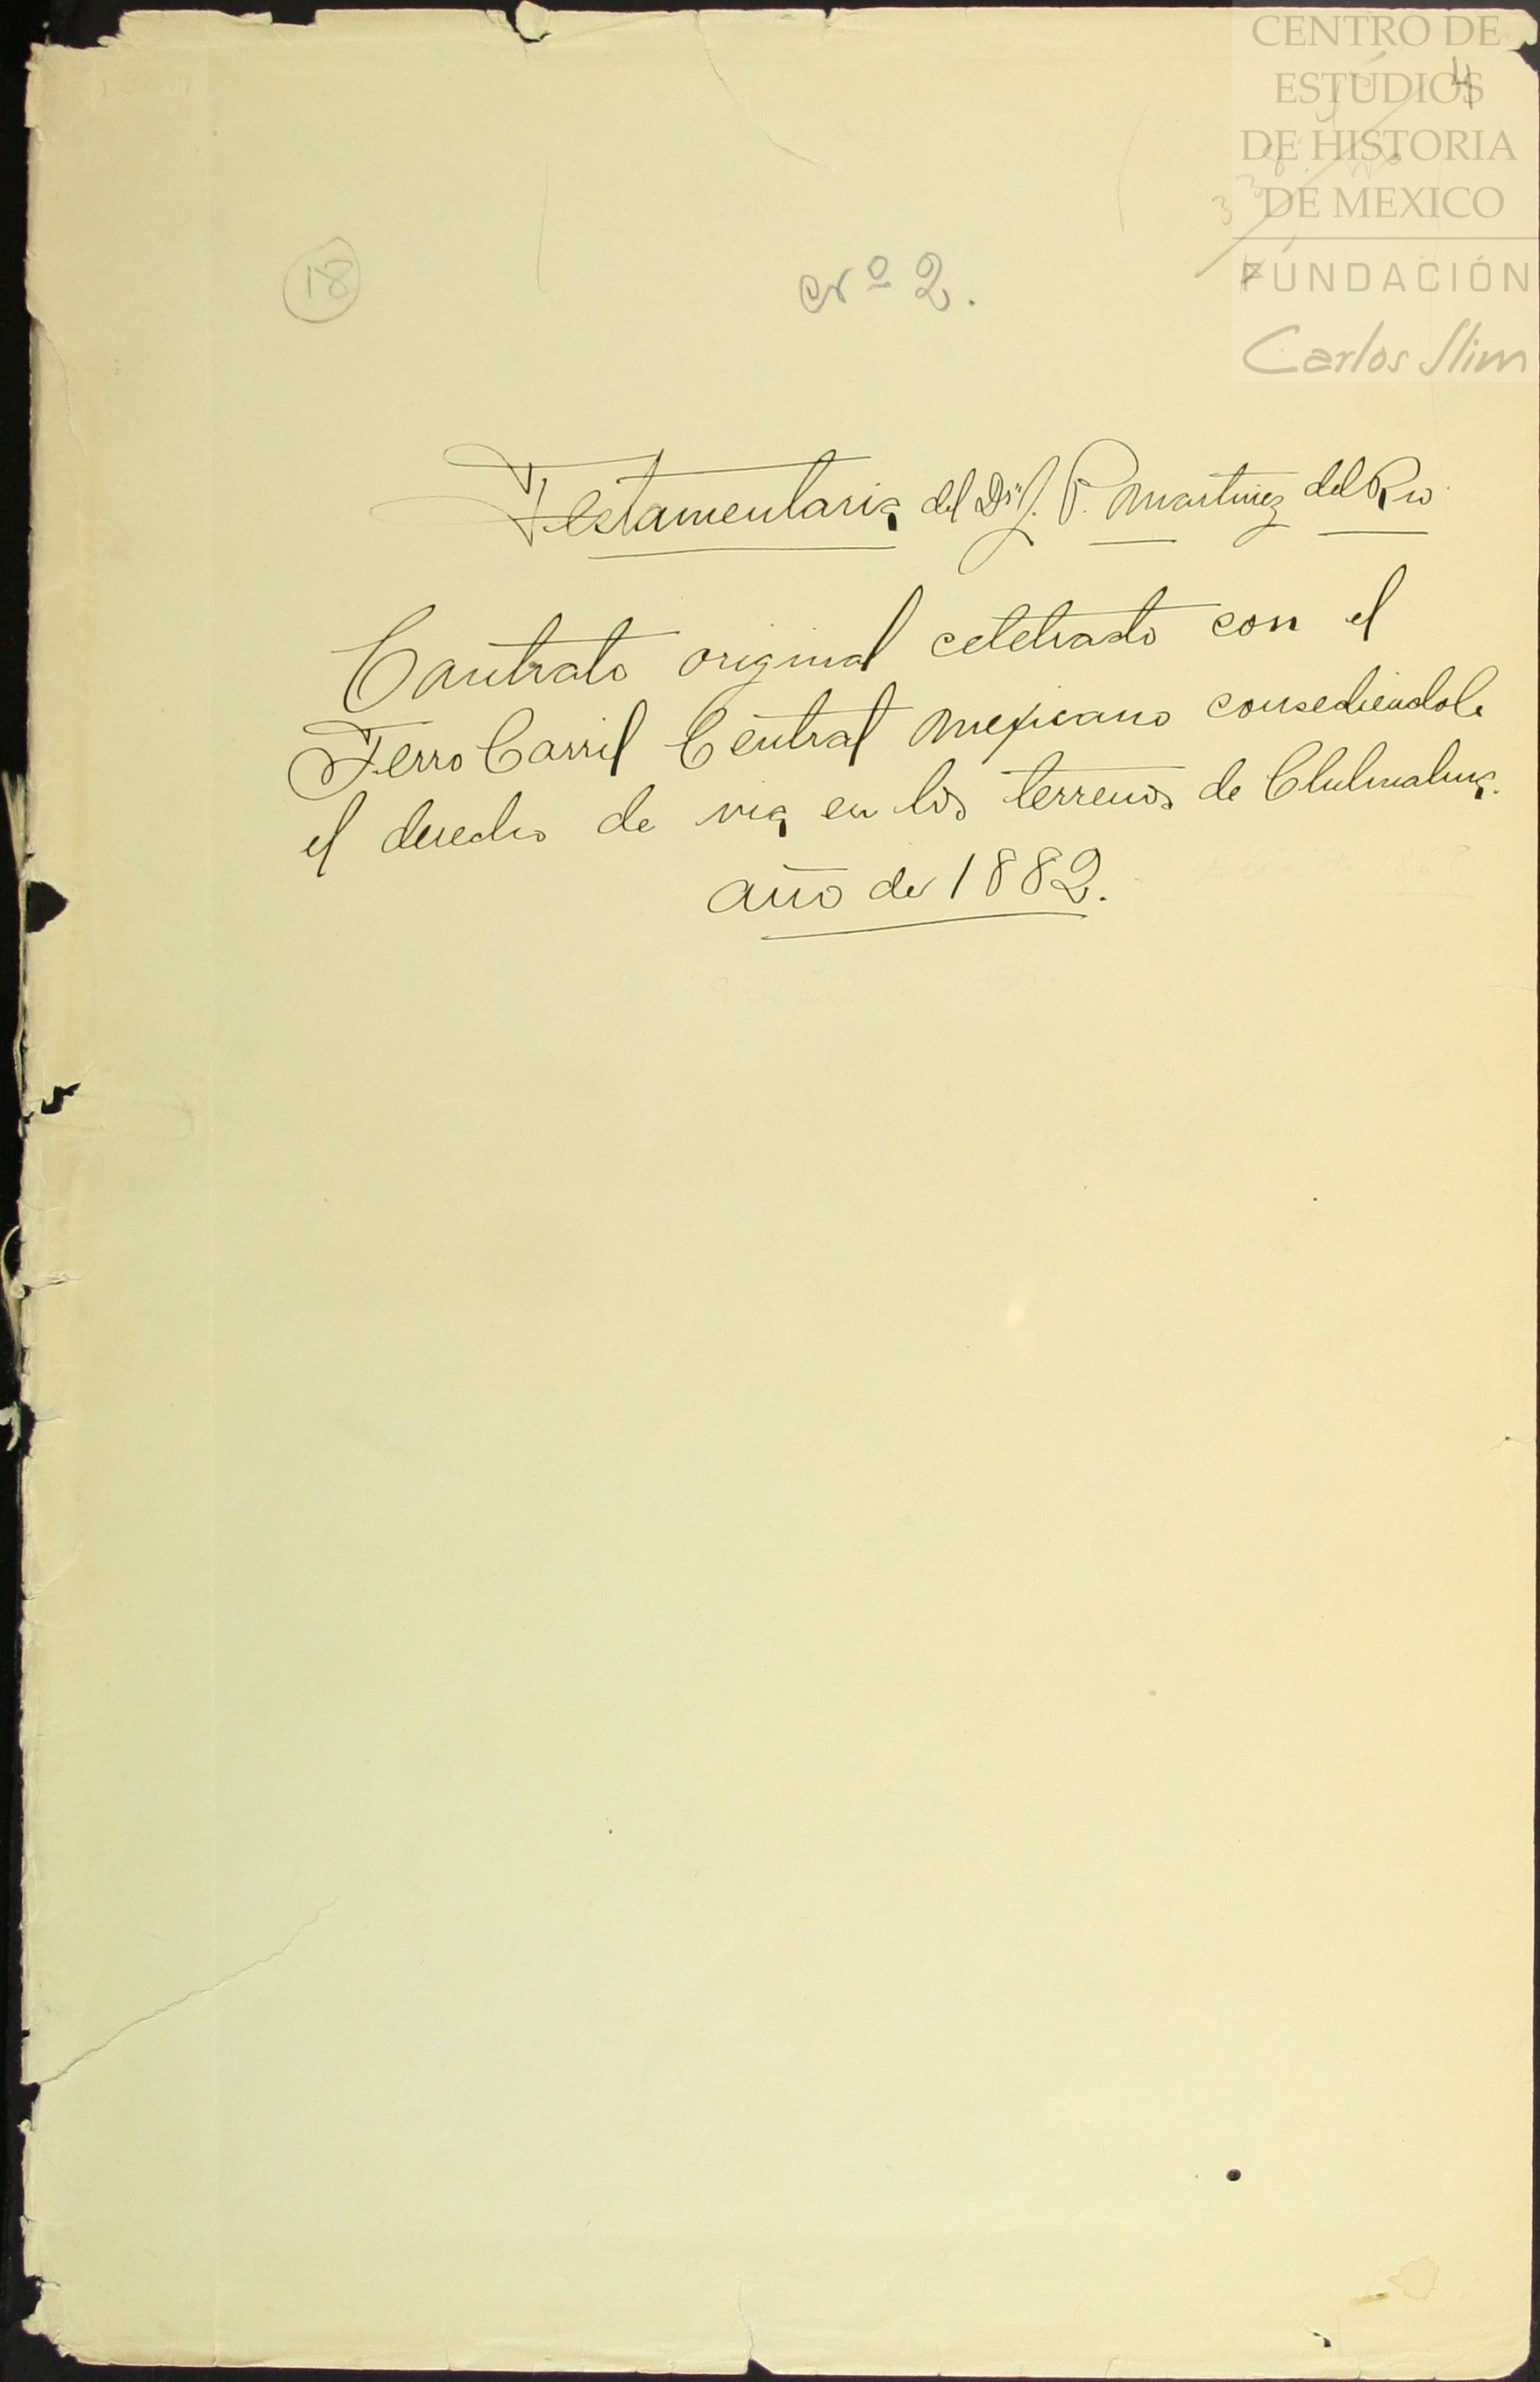 CENTRO DE
ESTUDIOS
DE HISTORIA
DE MEXICO
FUNDACIÓN
Carlos Slim
4
18
Nº 2.
Testamentaria del Dr. J. P. Martinez del Rio
Contrato original celebrado con el
Ferro Carril Central Mexicano consediendole
el derecho de via en los terrenos de
año de 1882.